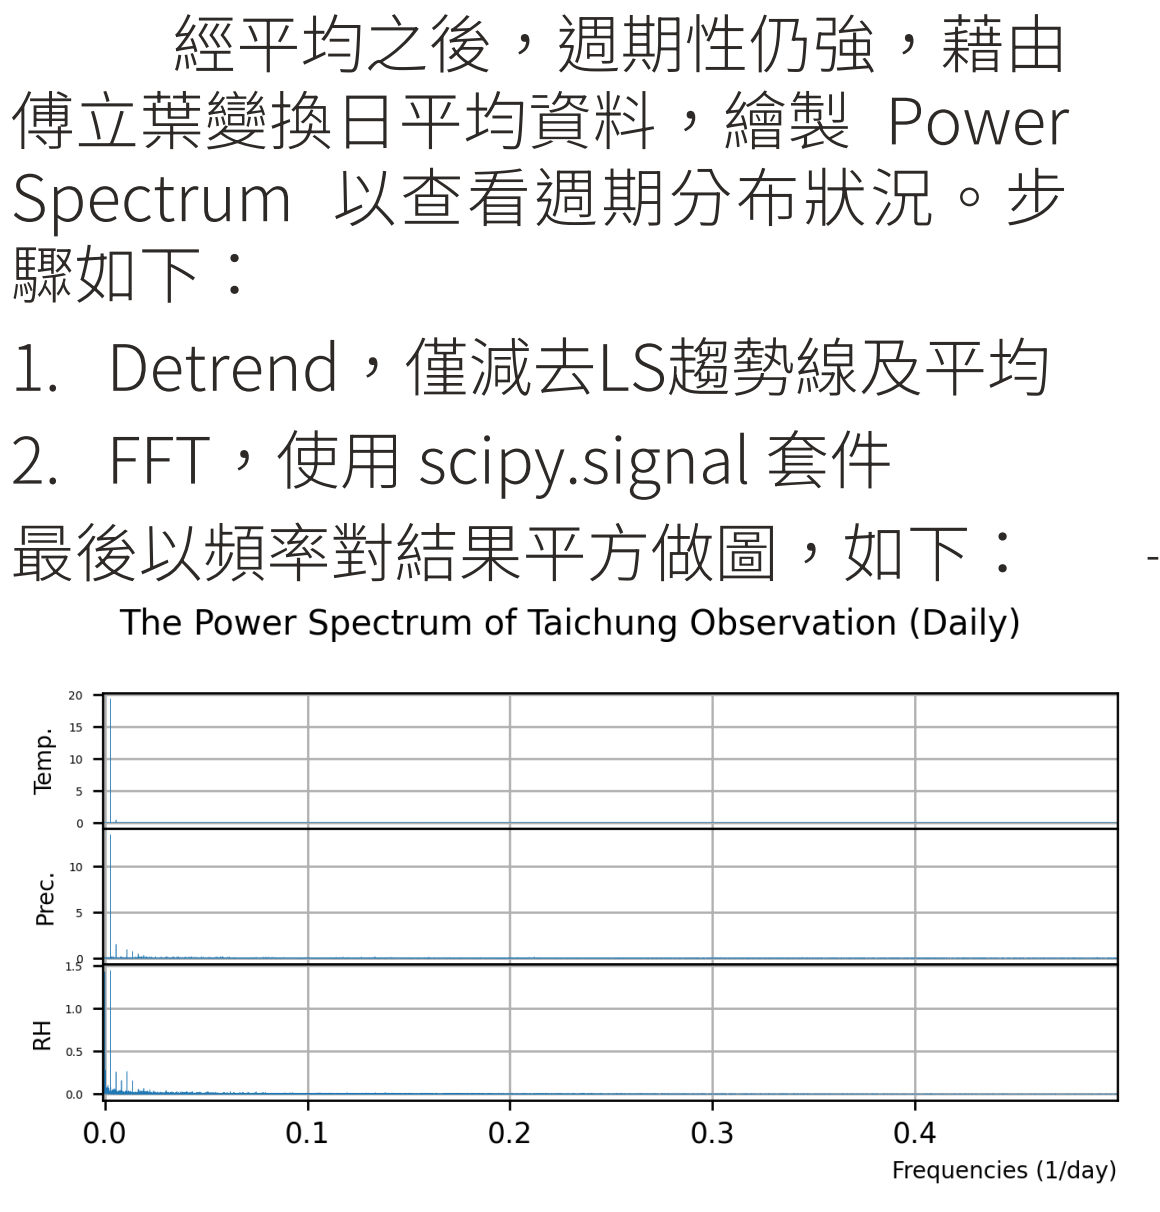 經平均之後，週期性仍強，藉由
傅立葉變換日平均資料，繪製 Power
Spectrum 以查看週期分布狀況。步
驟如下：
1. Detrend，僅減去LS趨勢線及平均
2. FFT，使用 scipy.signal 套件
最後以頻率對結果平方做圖，如下： -
The Power Spectrum of Taichung Observation (Daily)
20
15
10
5
0
Temp.
10
5
0
Prec.
1.5
1.0
0.5
0.0
RH
0.0 0.1 0.2 0.3 0.4
Frequencies (1/day)